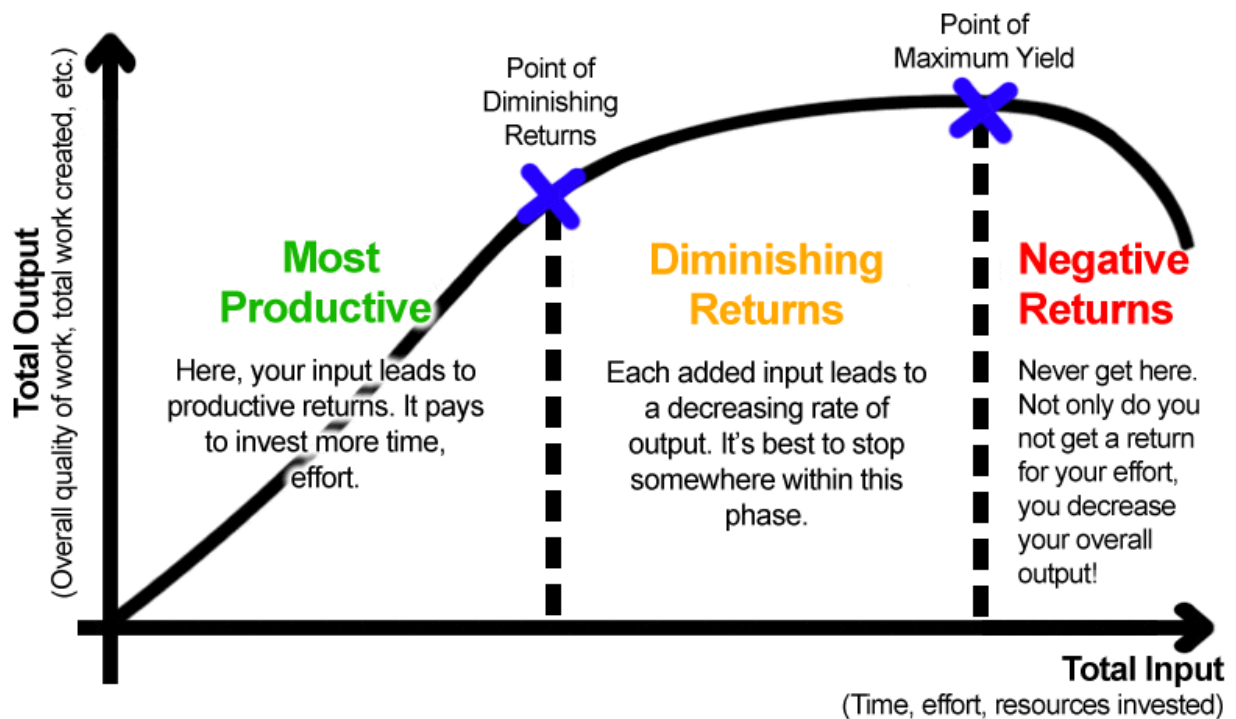 Point of
Maximum Yield
Point of
Diminishing
Returns
Total Output
(Overall quality of work, total work created, etc.)
Most
Productive
Here, your input leads to
productive returns. It pays
to invest more time,
effort.
Diminishing
Returns
Each added input leads to
a decreasing rate of
output. It’s best to stop
somewhere within this
phase.
Negative
Returns
Never get here.
Not only do you
not get a return
for your effort,
you decrease
your overall
output!
Total Input
(Time, effort, resources invested)